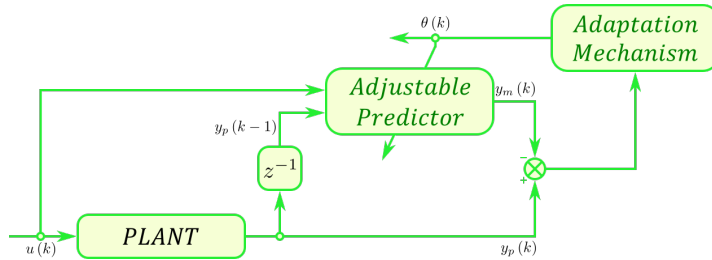 θ(k)
Adaptation
Mechanism
Adjustable
Predictor
y_m(k)
y_p(k−1)
z^{−1}
−
+
u(k)
PLANT
y_p(k)